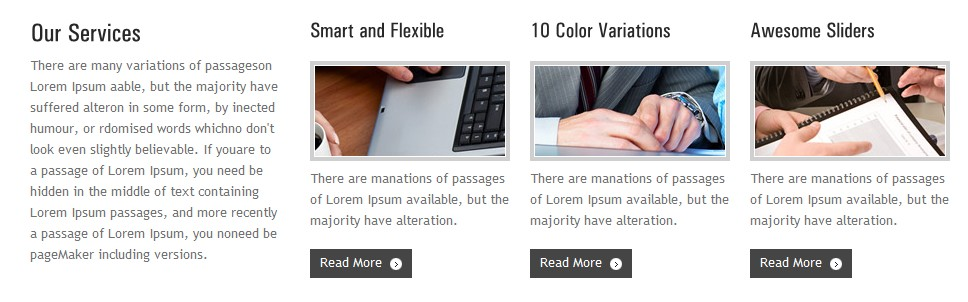 Our Services
There are many variations of passageson
Lorem Ipsum aable, but the majority have
suffered alteron in some form, by inected
humour, or rdomised words whichno don't
look even slightly believable. If youare to
a passage of Lorem Ipsum, you need be
hidden in the middle of text containing
Lorem Ipsum passages, and more recently
a passage of Lorem Ipsum, you noneed be
pageMaker including versions.
Smart and Flexible
There are manations of passages
of Lorem Ipsum available, but the
majority have alteration.
Read More
10 Color Variations
There are manations of passages
of Lorem Ipsum available, but the
majority have alteration.
Read More
Awesome Sliders
There are manations of passages
of Lorem Ipsum available, but the
majority have alteration.
Read More